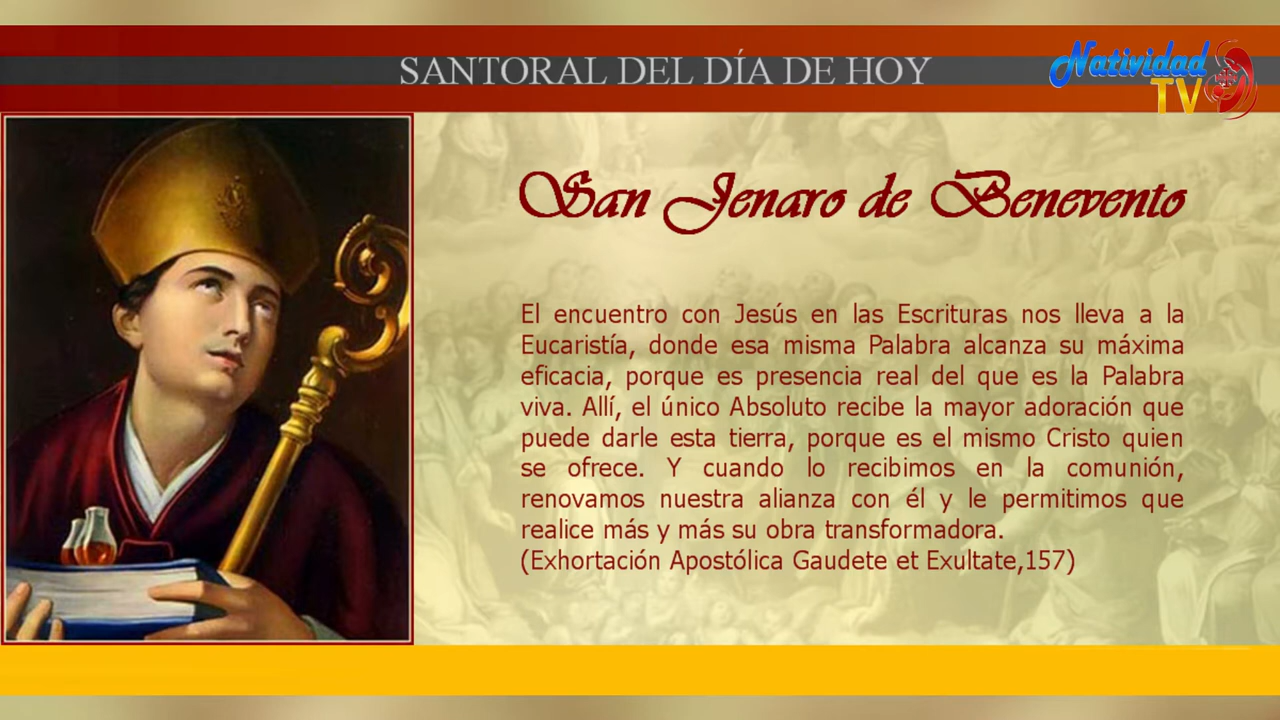 SANTORAL DEL DÍA DE HOY
Natividad
TV
San Jenaro de Benevento
El encuentro con Jesús en las Escrituras nos lleva a la
Eucaristía, donde esa misma Palabra alcanza su máxima
eficacia, porque es presencia real del que es la Palabra
viva. Allí, el único Absoluto recibe la mayor adoración que
puede darle esta tierra, porque es el mismo Cristo quien
se ofrece. Y cuando lo recibimos en la comunión,
renovamos nuestra alianza con él y le permitimos que
realice más y más su obra transformadora.
(Exhortación Apostólica Gaudete et Exultate,157)